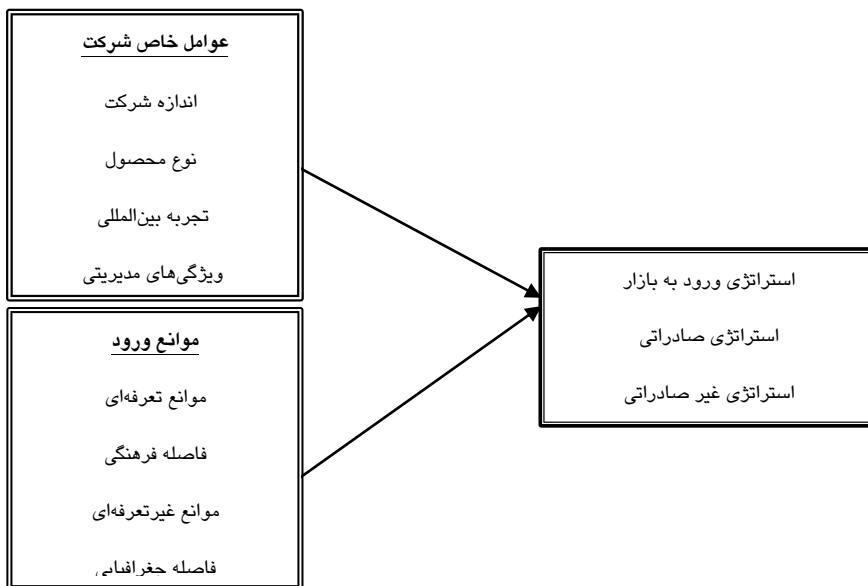 عوامل خاص شرکت
اندازه شرکت
نوع محصول
تجربه بین‌المللی
ویژگی‌های مدیریتی
موانع ورود
موانع تعرفه‌ای
فاصله فرهنگی
موانع غیرتعرفه‌ای
فاصله جغرافیایی
استراتژی ورود به بازار
استراتژی صادراتی
استراتژی غیر صادراتی